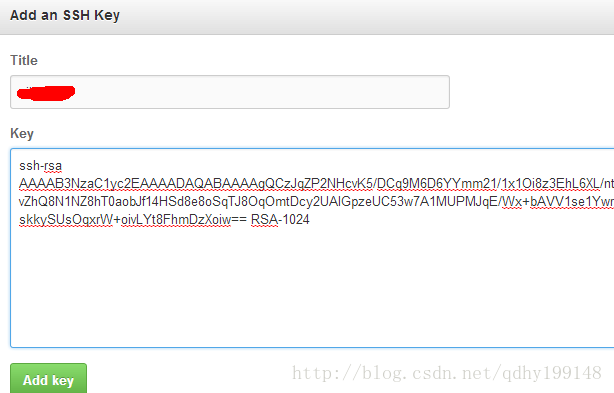 Add an SSH Key
Title
Key
ssh-rsa
AAAAB3NzaC1yc2EAAAADAQABAAAAgQCzJqZP2NHcvK5/DCq9M6D6YYmm21/1x1Oi8z3EhL6XL/nt
vZhQ8N1NZ8hT0aobJf14HSd8e8oSqTJ8OqOmtDcy2UAlGpzeUC53w7A1MUPMJqE/Wx+bAVV1se1Ywr
skkySUsOqxrW+oivLYt8FhmDzXoiw== RSA-1024
Add key
http://blog.csdn.net/qdhy199148